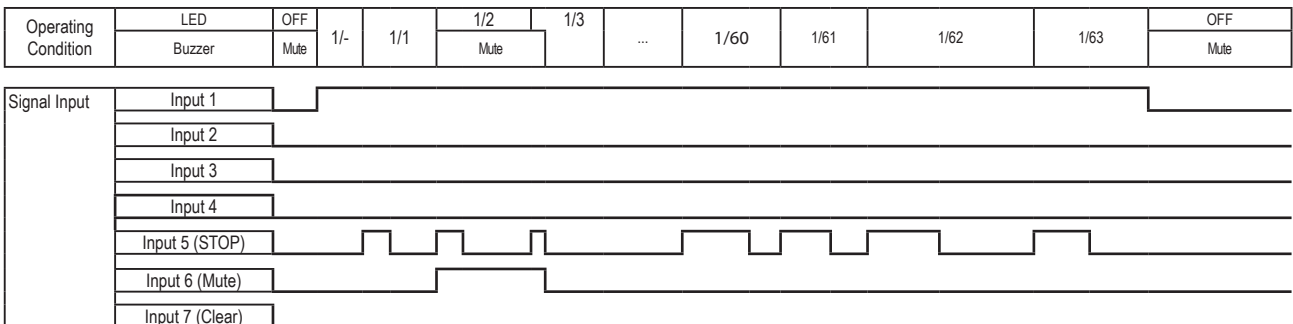 Operating Condition LED OFF 1/- 1/1 1/2 1/3 ... 1/60 1/61 1/62 1/63 OFF
Buzzer Mute Mute Mute
Signal Input Input 1
Input 2
Input 3
Input 4
Input 5 (STOP)
Input 6 (Mute)
Input 7 (Clear)